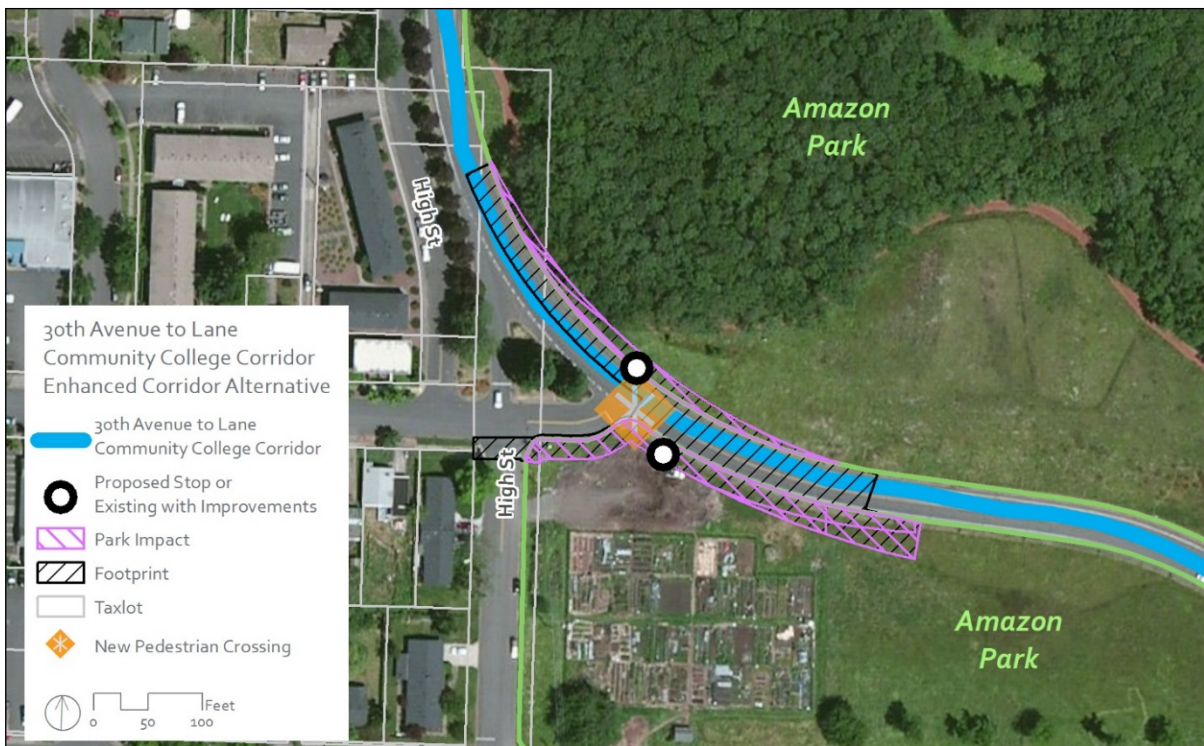 Amazon
Park
High St
High St
Amazon
Park
30th Avenue to Lane
Community College Corridor
Enhanced Corridor Alternative
30th Avenue to Lane
Community College Corridor
Proposed Stop or
Existing with Improvements
Park Impact
Footprint
Taxlot
New Pedestrian Crossing
Feet
0 50 100